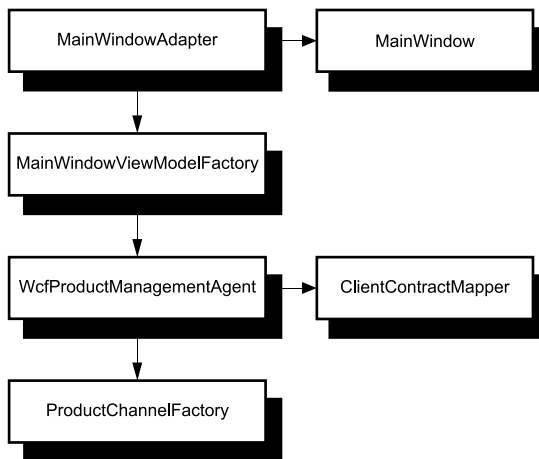 MainWindowAdapter
MainWindow
MainWindowViewModelFactory
WcfProductManagementAgent
ClientContractMapper
ProductChannelFactory